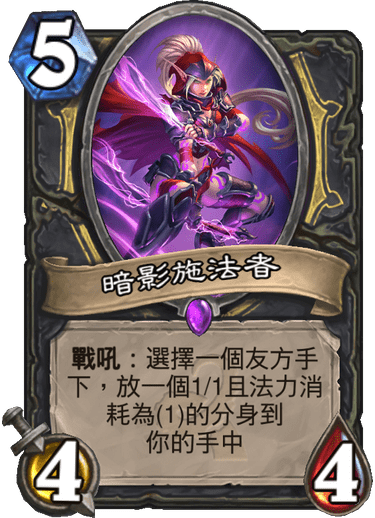 5
暗影施法者
戰吼：選擇一個友方手
下，放一個1/1且法力消
耗為(1)的分身到
你的手中
4
4